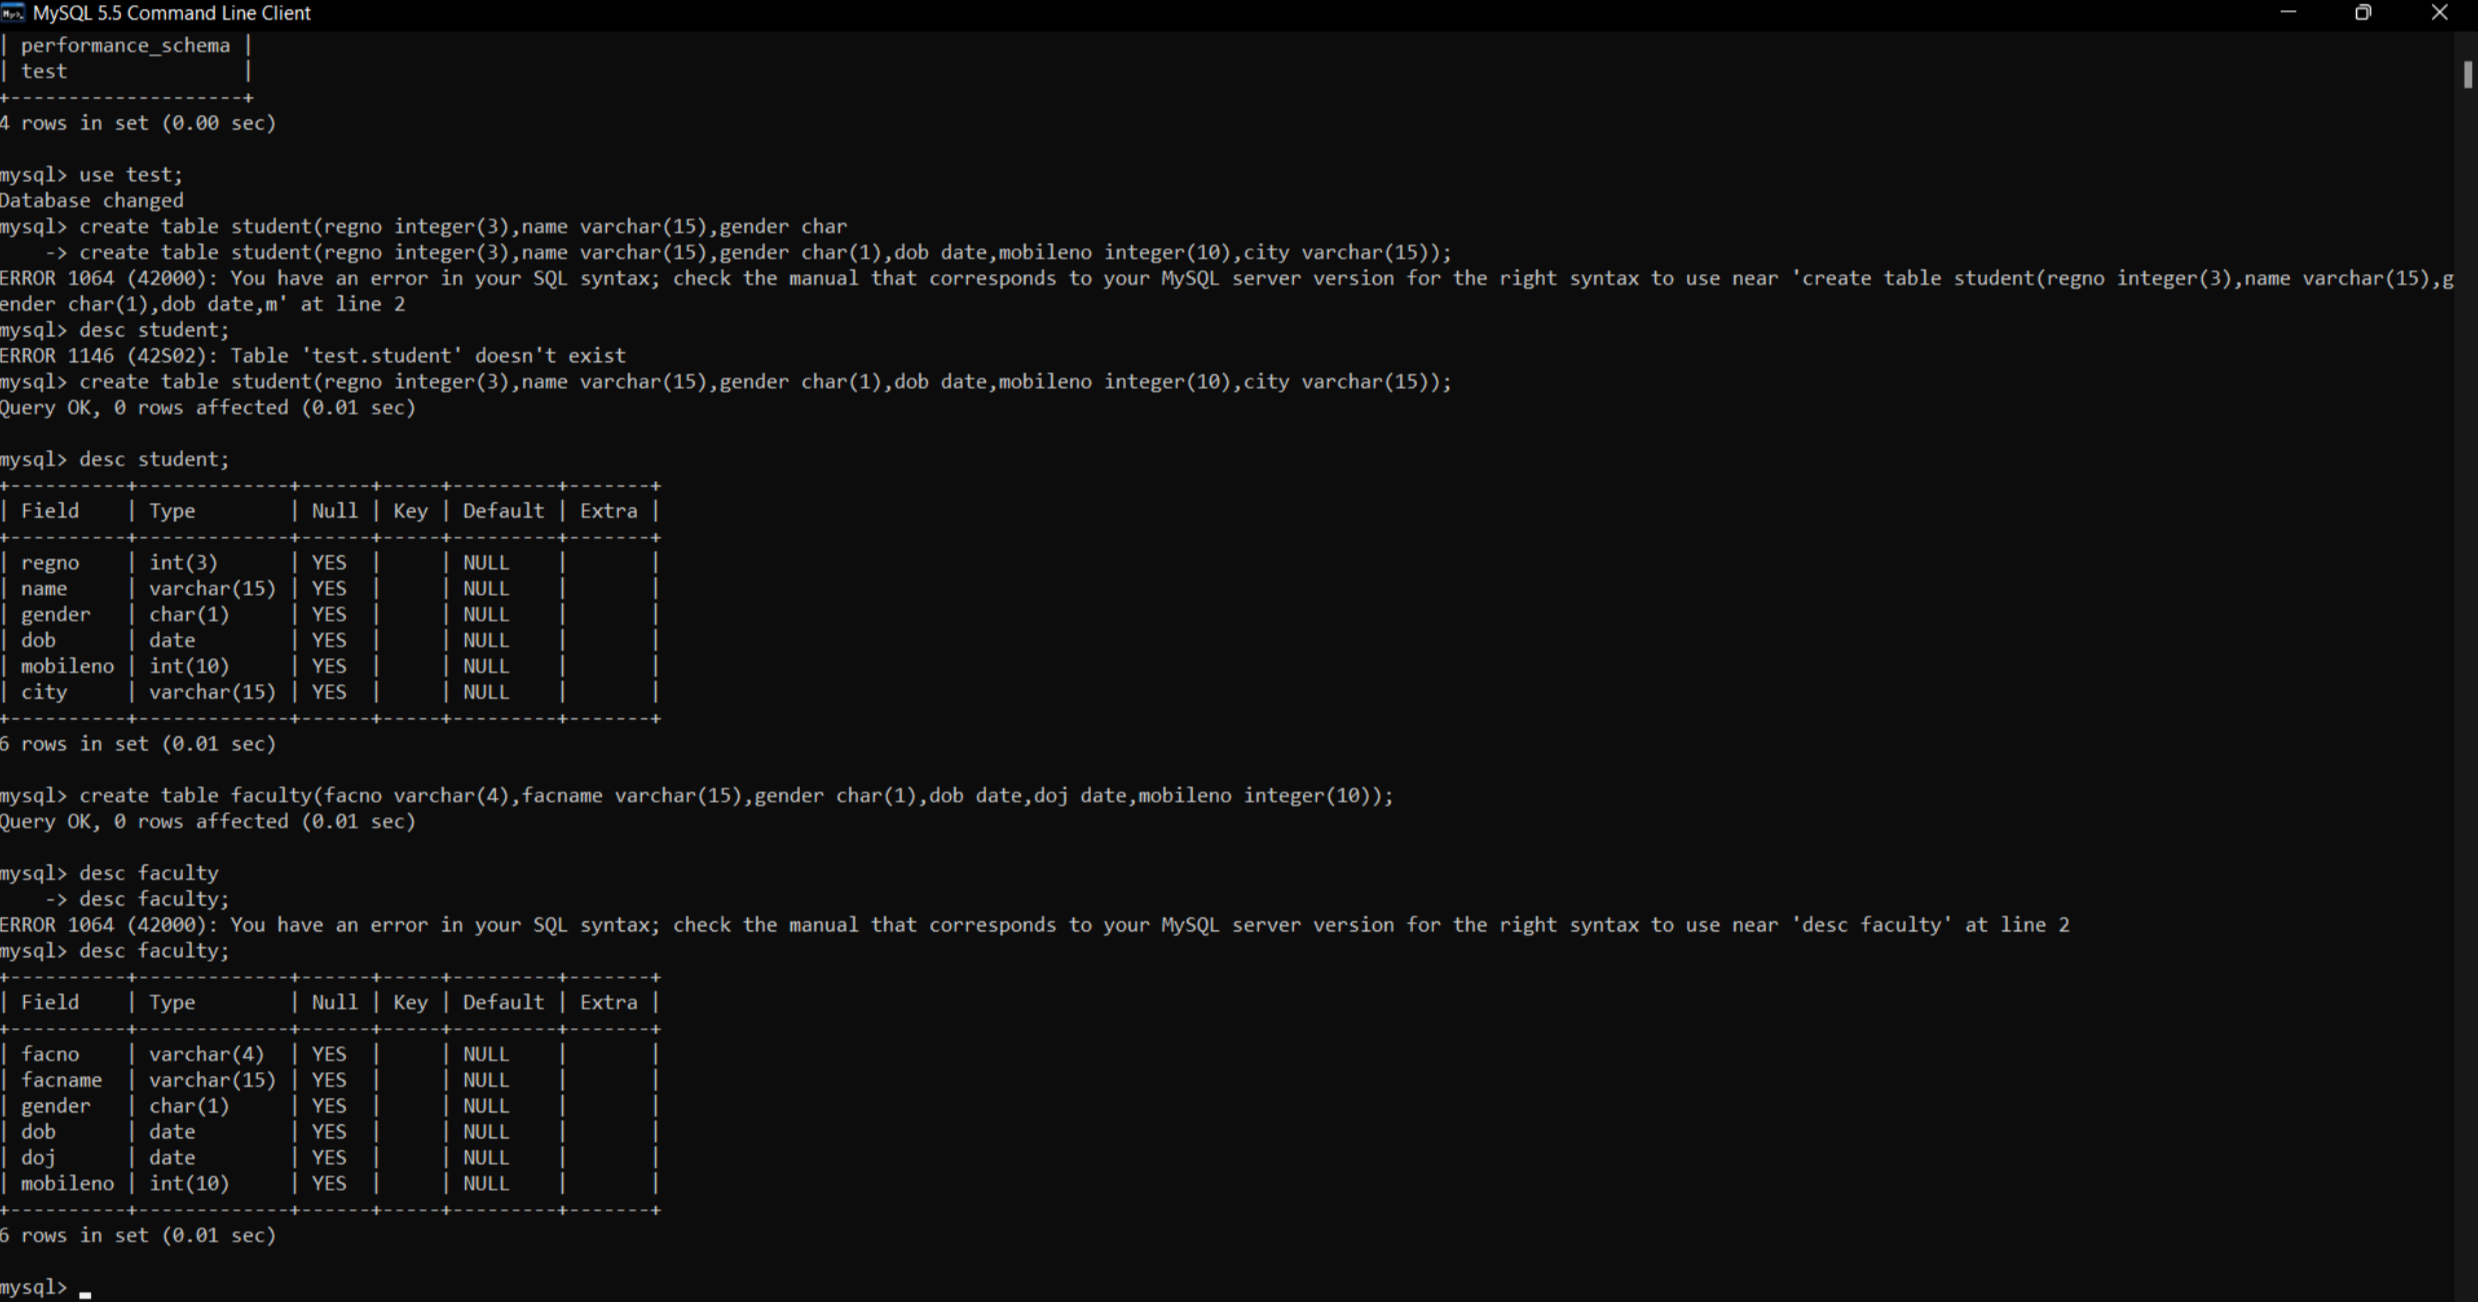 MySQL 5.5 Command Line Client
| performance_schema |
| test               |
+--------------------+
4 rows in set (0.00 sec)

mysql> use test;
Database changed
mysql> create table student(regno integer(3),name varchar(15),gender char
    -> create table student(regno integer(3),name varchar(15),gender char(1),dob date,mobileno integer(10),city varchar(15));
ERROR 1064 (42000): You have an error in your SQL syntax; check the manual that corresponds to your MySQL server version for the right syntax to use near 'create table student(regno integer(3),name varchar(15),g
ender char(1),dob date,m' at line 2
mysql> desc student;
ERROR 1146 (42S02): Table 'test.student' doesn't exist
mysql> create table student(regno integer(3),name varchar(15),gender char(1),dob date,mobileno integer(10),city varchar(15));
Query OK, 0 rows affected (0.01 sec)

mysql> desc student;
+----------+-------------+------+-----+---------+-------+
| Field    | Type        | Null | Key | Default | Extra |
+----------+-------------+------+-----+---------+-------+
| regno    | int(3)      | YES  |     | NULL    |       |
| name     | varchar(15) | YES  |     | NULL    |       |
| gender   | char(1)     | YES  |     | NULL    |       |
| dob      | date        | YES  |     | NULL    |       |
| mobileno | int(10)     | YES  |     | NULL    |       |
| city     | varchar(15) | YES  |     | NULL    |       |
+----------+-------------+------+-----+---------+-------+
6 rows in set (0.01 sec)

mysql> create table faculty(facno varchar(4),facname varchar(15),gender char(1),dob date,doj date,mobileno integer(10));
Query OK, 0 rows affected (0.01 sec)

mysql> desc faculty
    -> desc faculty;
ERROR 1064 (42000): You have an error in your SQL syntax; check the manual that corresponds to your MySQL server version for the right syntax to use near 'desc faculty' at line 2
mysql> desc faculty;
+----------+-------------+------+-----+---------+-------+
| Field    | Type        | Null | Key | Default | Extra |
+----------+-------------+------+-----+---------+-------+
| facno    | varchar(4)  | YES  |     | NULL    |       |
| facname  | varchar(15) | YES  |     | NULL    |       |
| gender   | char(1)     | YES  |     | NULL    |       |
| dob      | date        | YES  |     | NULL    |       |
| doj      | date        | YES  |     | NULL    |       |
| mobileno | int(10)     | YES  |     | NULL    |       |
+----------+-------------+------+-----+---------+-------+
6 rows in set (0.01 sec)

mysql> _